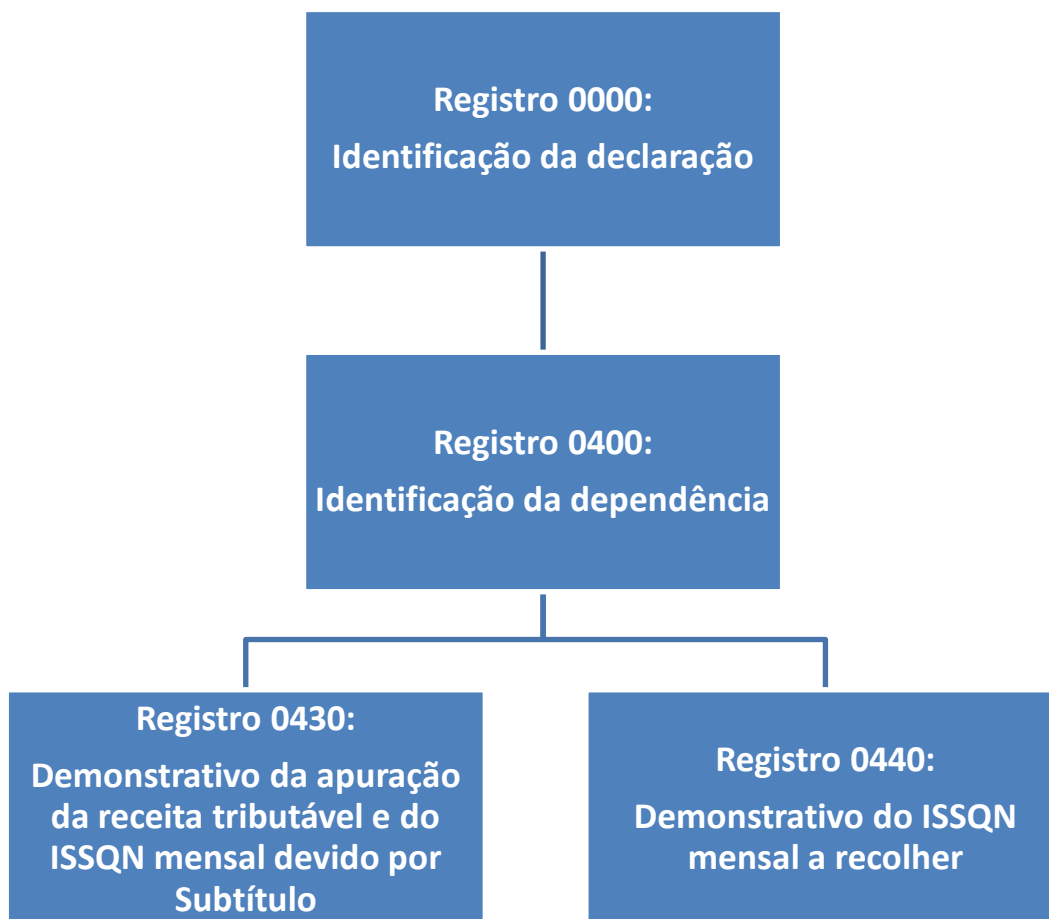 Registro 0000:
Identificação da declaração
Registro 0400:
Identificação da dependência
Registro 0430:
Demonstrativo da apuração
da receita tributável e do
ISSQN mensal devido por
Subtítulo
Registro 0440:
Demonstrativo do ISSQN
mensal a recolher